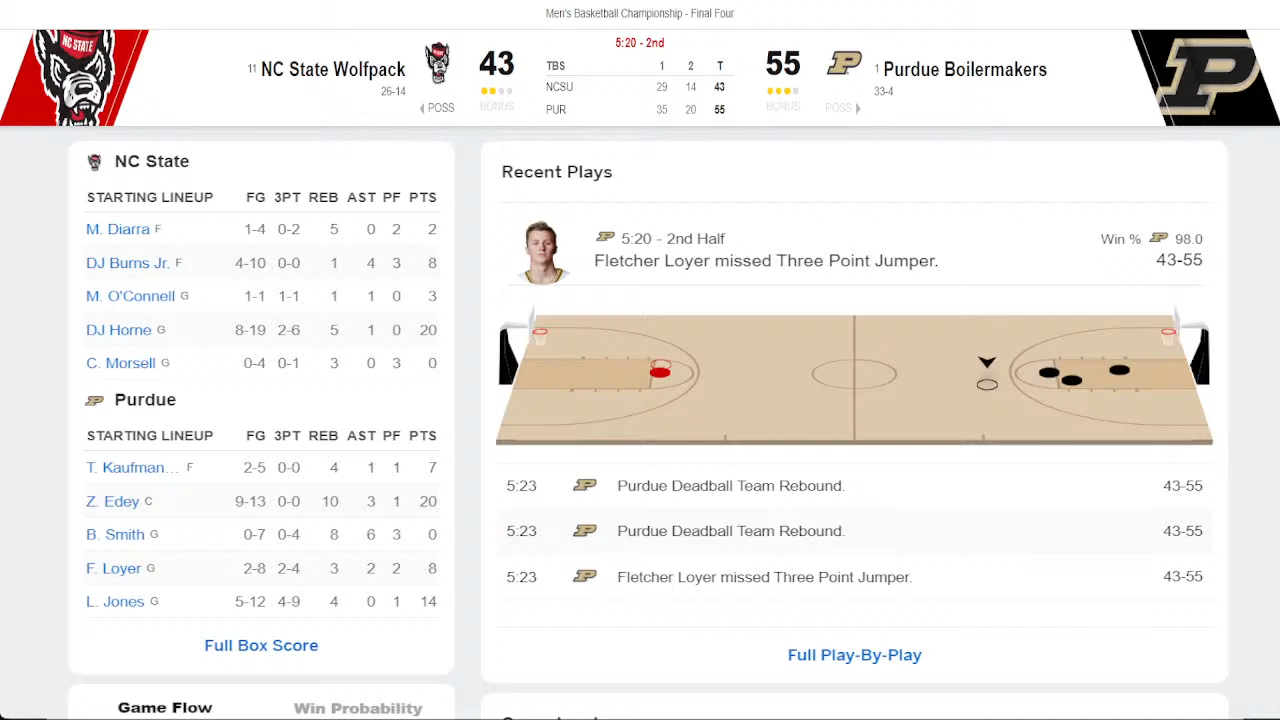 Men's Basketball Championship - Final Four
NC STATE
11 NC State Wolfpack
26-14
POSS
43
BONUS
5:20 - 2nd
TBS 1 2 T
NCSU 29 14 43
PUR 35 20 55
55
BONUS
P
POSS
1 Purdue Boilermakers
33-4
P
NC State
STARTING LINEUP FG 3PT REB AST PF PTS
M. Diarra F 1-4 0-2 5 0 2 2
DJ Burns Jr. F 4-10 0-0 1 4 3 8
M. O'Connell G 1-1 1-1 1 1 0 3
DJ Horne G 8-19 2-6 5 1 0 20
C. Morsell G 0-4 0-1 3 0 3 0
Purdue
STARTING LINEUP FG 3PT REB AST PF PTS
T. Kaufman... F 2-5 0-0 4 1 1 7
Z. Edey C 9-13 0-0 10 3 1 20
B. Smith G 0-7 0-4 8 6 3 0
F. Loyer G 2-8 2-4 3 2 2 8
L. Jones G 5-12 4-9 4 0 1 14
Full Box Score
Game Flow Win Probability
Recent Plays
5:20 - 2nd Half
Fletcher Loyer missed Three Point Jumper.
Win % 98.0
43-55
5:23 Purdue Deadball Team Rebound. 43-55
5:23 Purdue Deadball Team Rebound. 43-55
5:23 Fletcher Loyer missed Three Point Jumper. 43-55
Full Play-By-Play